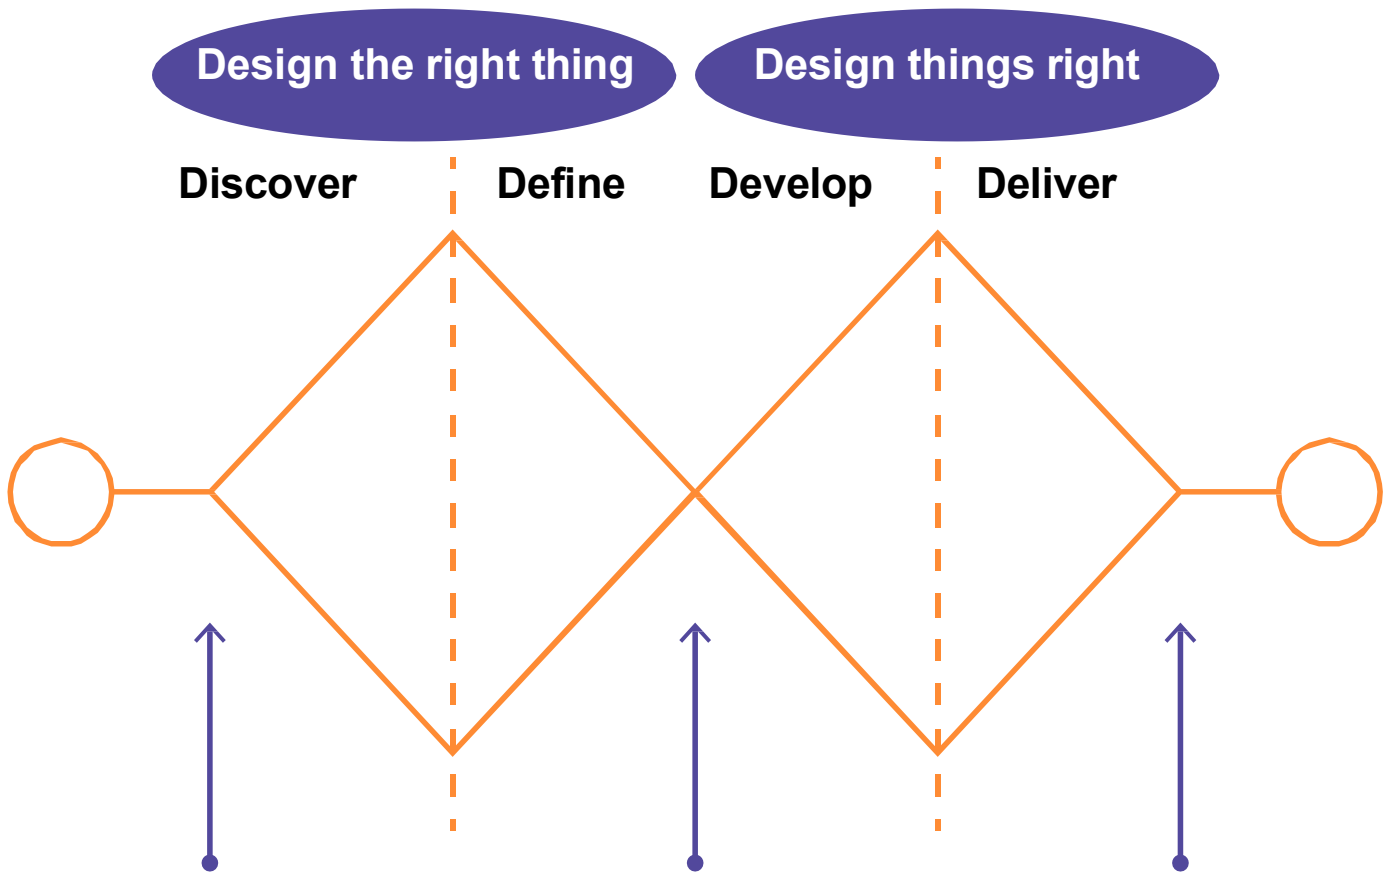 Design the right thing
Design things right
Discover
Define
Develop
Deliver